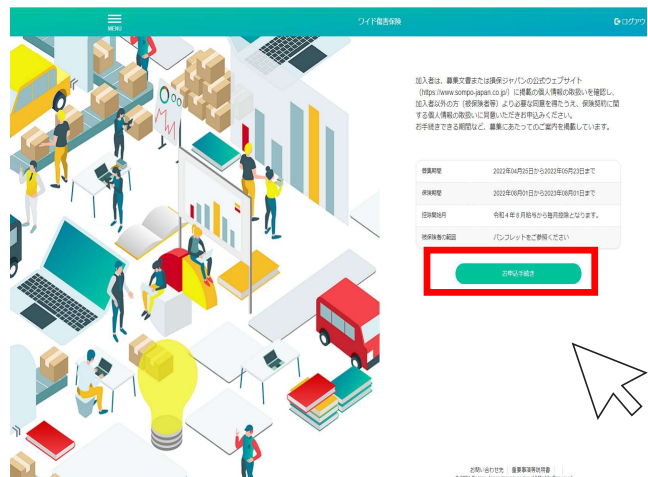 MENU
ワイド傷害保険
ログアウ
加入者は、募集文書または損保ジャパンの公式ウェブサイト
（https://www.sompo-japan.co.jp/）に掲載の個人情報の取扱いを確認し、
加入者以外の方（被保険者等）より必要な同意を得たうえ、保険契約に関
する個人情報の取扱いに同意いただきお申込みください。
お手続きできる期間など、募集にあたってのご案内を掲載しています。
募集期間 2022年04月25日から2022年05月23日まで
保険期間 2022年08月01日から2023年08月01日まで
控除開始月 令和４年８月給与から毎月控除となります。
被保険者の範囲 パンフレットをご参照ください
お申込手続き
お問い合わせ先 | 重要事項等説明書 |